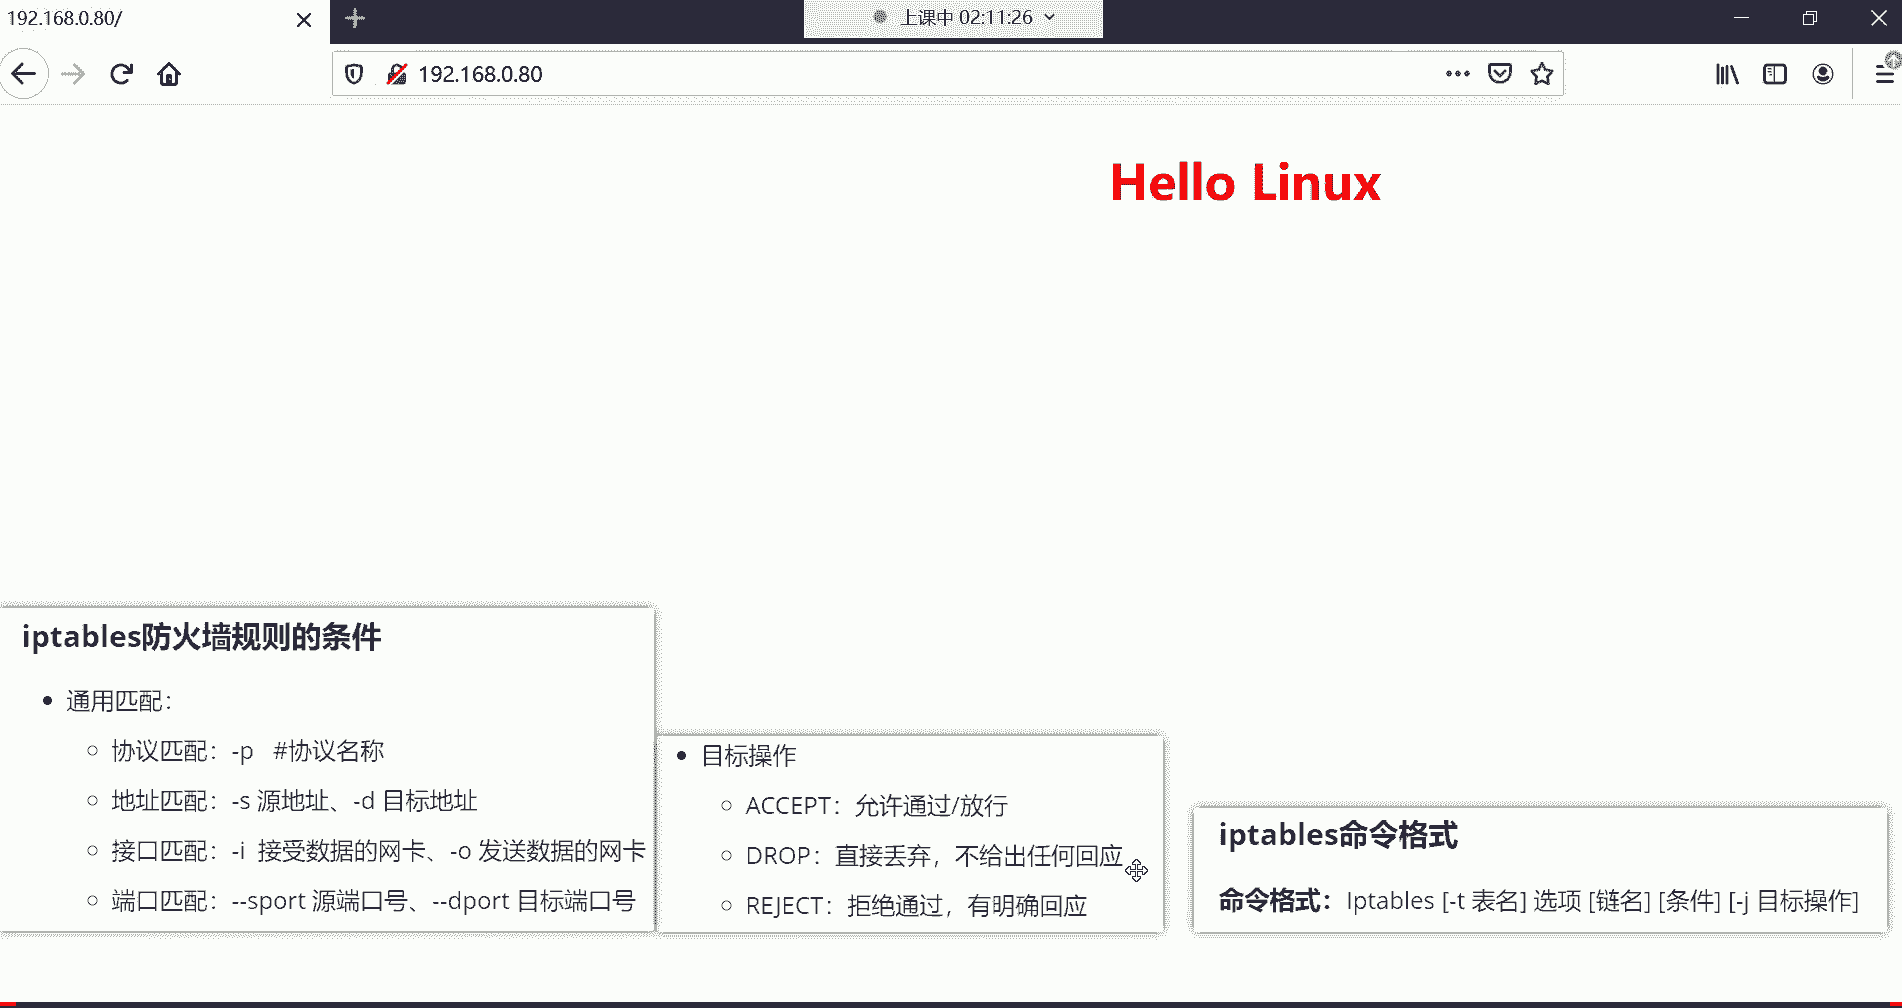 192.168.0.80/
上课中 02:11:26
192.168.0.80
Hello Linux
iptables防火墙规则的条件
通用匹配：
协议匹配：-p #协议名称
地址匹配：-s 源地址、-d 目标地址
接口匹配：-i 接受数据的网卡、-o 发送数据的网卡
端口匹配：--sport 源端口号、--dport 目标端口号
目标操作
ACCEPT：允许通过/放行
DROP：直接丢弃，不给出任何回应
REJECT：拒绝通过，有明确回应
iptables命令格式
命令格式：Iptables [-t 表名] 选项 [链名] [条件] [-j 目标操作]